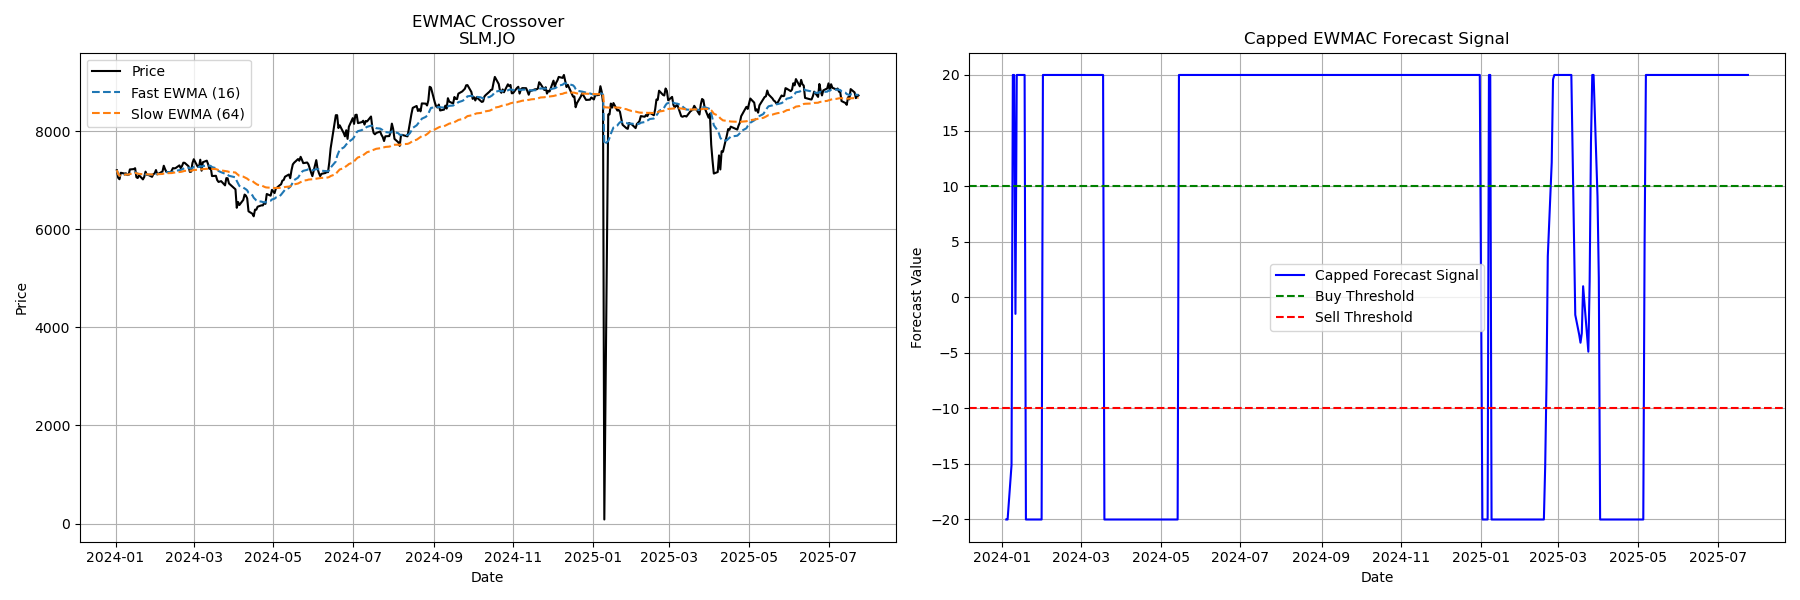 EWMAC Crossover
SLM.JO
Price
Fast EWMA (16)
Slow EWMA (64)
8000
6000
4000
2000
0
Price
2024-01 2024-03 2024-05 2024-07 2024-09 2024-11 2025-01 2025-03 2025-05 2025-07
Date
Capped EWMAC Forecast Signal
20
15
10
5
0
−5
−10
−15
−20
Forecast Value
Capped Forecast Signal
Buy Threshold
Sell Threshold
2024-01 2024-03 2024-05 2024-07 2024-09 2024-11 2025-01 2025-03 2025-05 2025-07
Date